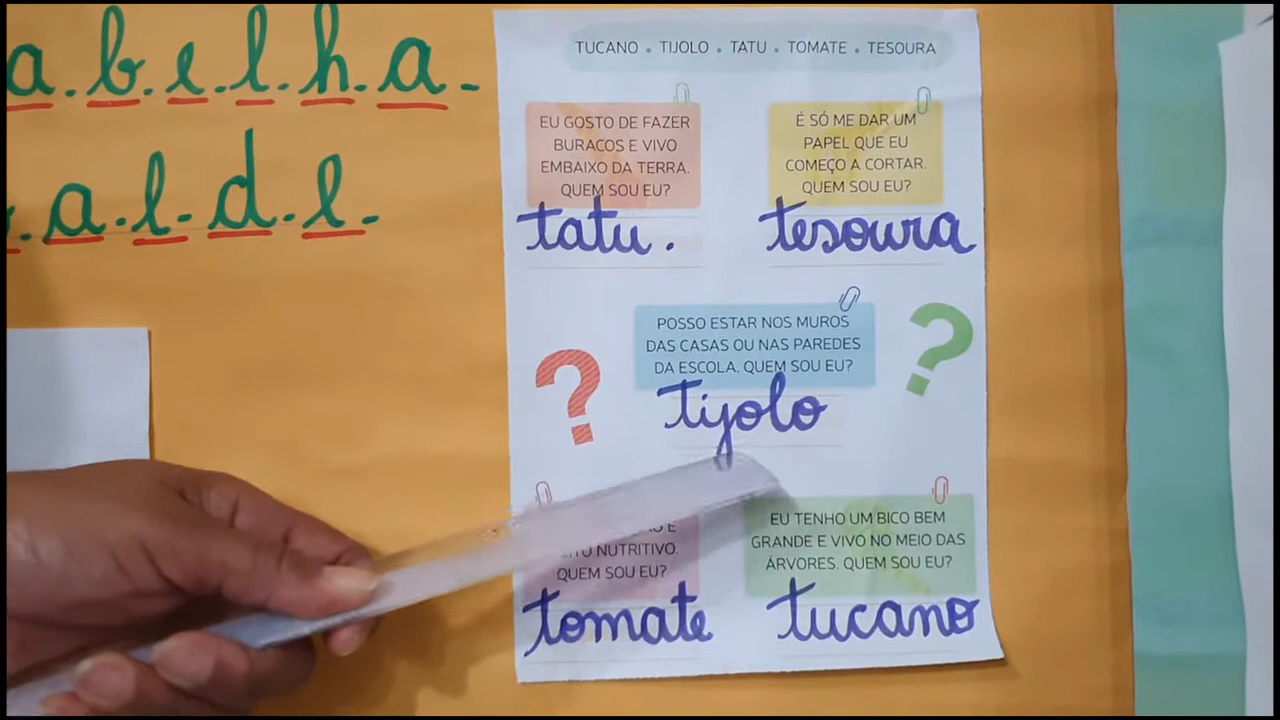 a.b.e.l.h.a.
a.l.d.e.
TUCANO • TIJOLO • TATU • TOMATE • TESOURA
EU GOSTO DE FAZER
BURACOS E VIVO
EMBAIXO DA TERRA.
QUEM SOU EU?
tatu.
É SÓ ME DAR UM
PAPEL QUE EU
COMEÇO A CORTAR.
QUEM SOU EU?
tesoura
POSSO ESTAR NOS MUROS
DAS CASAS OU NAS PAREDES
DA ESCOLA. QUEM SOU EU?
tijolo
NUTRITIVO.
QUEM SOU EU?
tomate
EU TENHO UM BICO BEM
GRANDE E VIVO NO MEIO DAS
ÁRVORES. QUEM SOU EU?
tucano